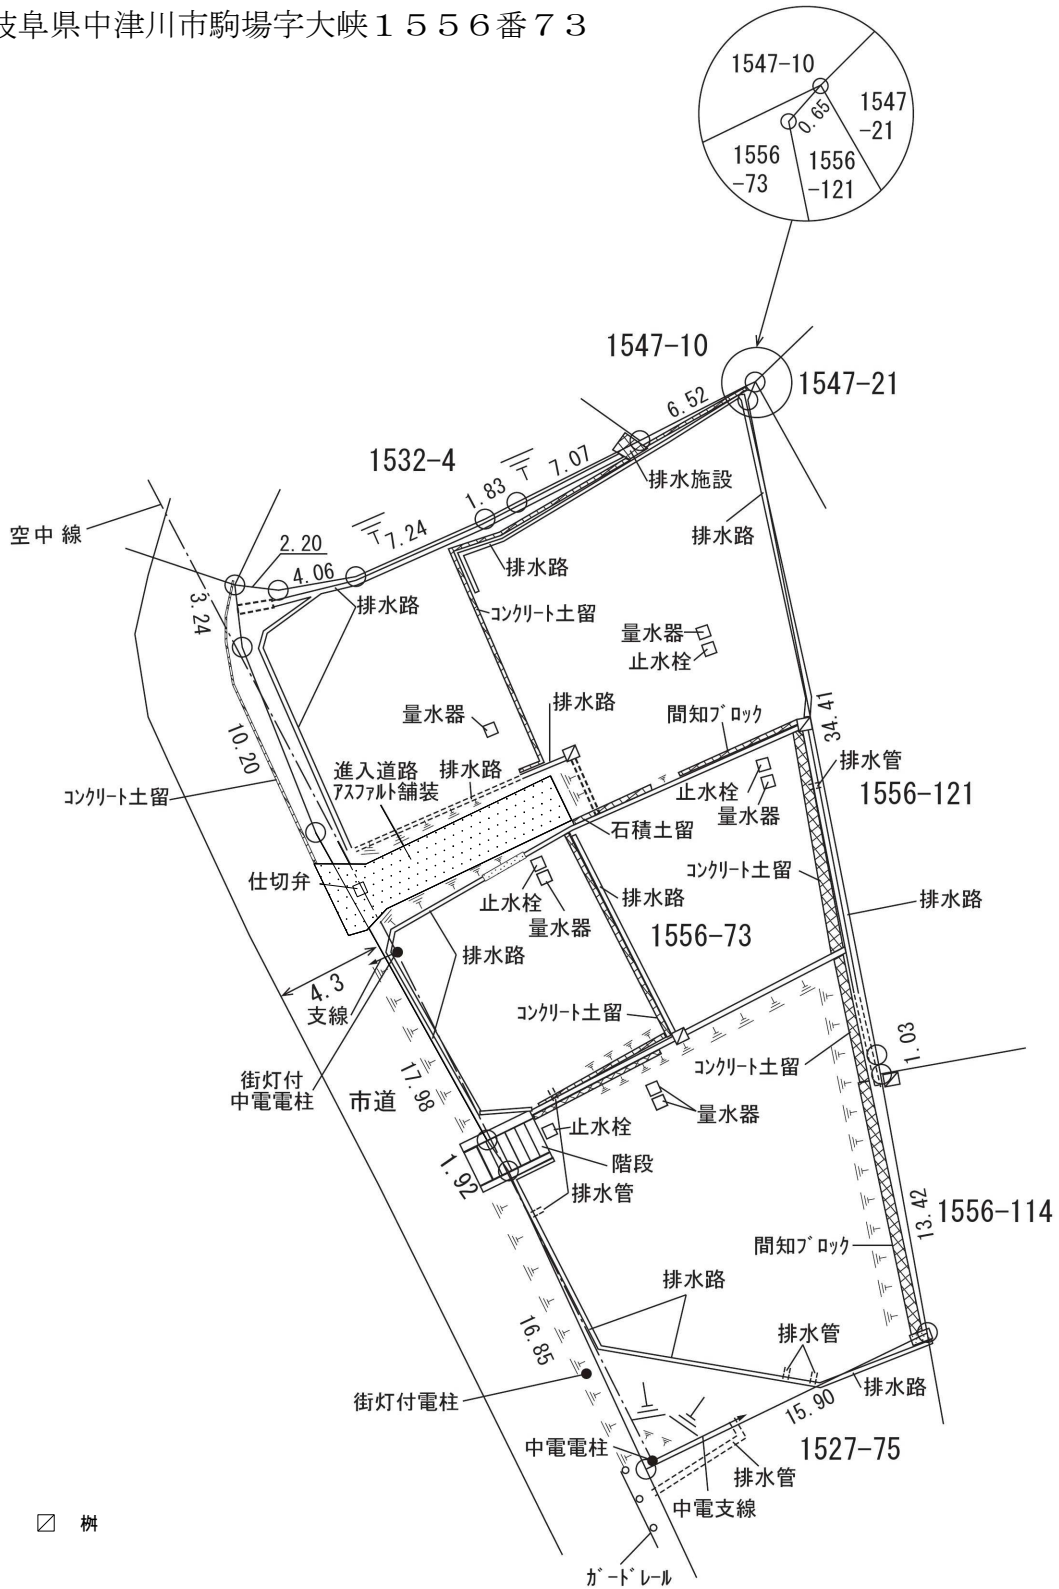 岐阜県中津川市駒場字大峡１５５６番７３
1547-10
1547
-21
0.65
1556
-73
1556
-121
1547-10
1547-21
6.52
1532-4
7.07
排水施設
1.83
7.24
排水路
空中線
2.20
4.06
排水路
排水路
3.24
コンクリート土留
量水器
止水栓
排水路
間知ブロック
量水器
34.41
10.20
進入道路
アスファルト舗装
排水路
排水管
コンクリート土留
止水栓
量水器
1556-121
石積土留
仕切弁
コンクリート土留
止水栓
排水路
排水路
量水器
1556-73
排水路
4.3
支線
コンクリート土留
1.03
コンクリート土留
街灯付
中電電柱
17.98
市道
量水器
止水栓
1.92
階段
排水管
13.42
1556-114
間知ブロック
排水路
16.85
排水管
街灯付電柱
排水路
15.90
中電電柱
1527-75
排水管
中電支線
桝
ガードレール